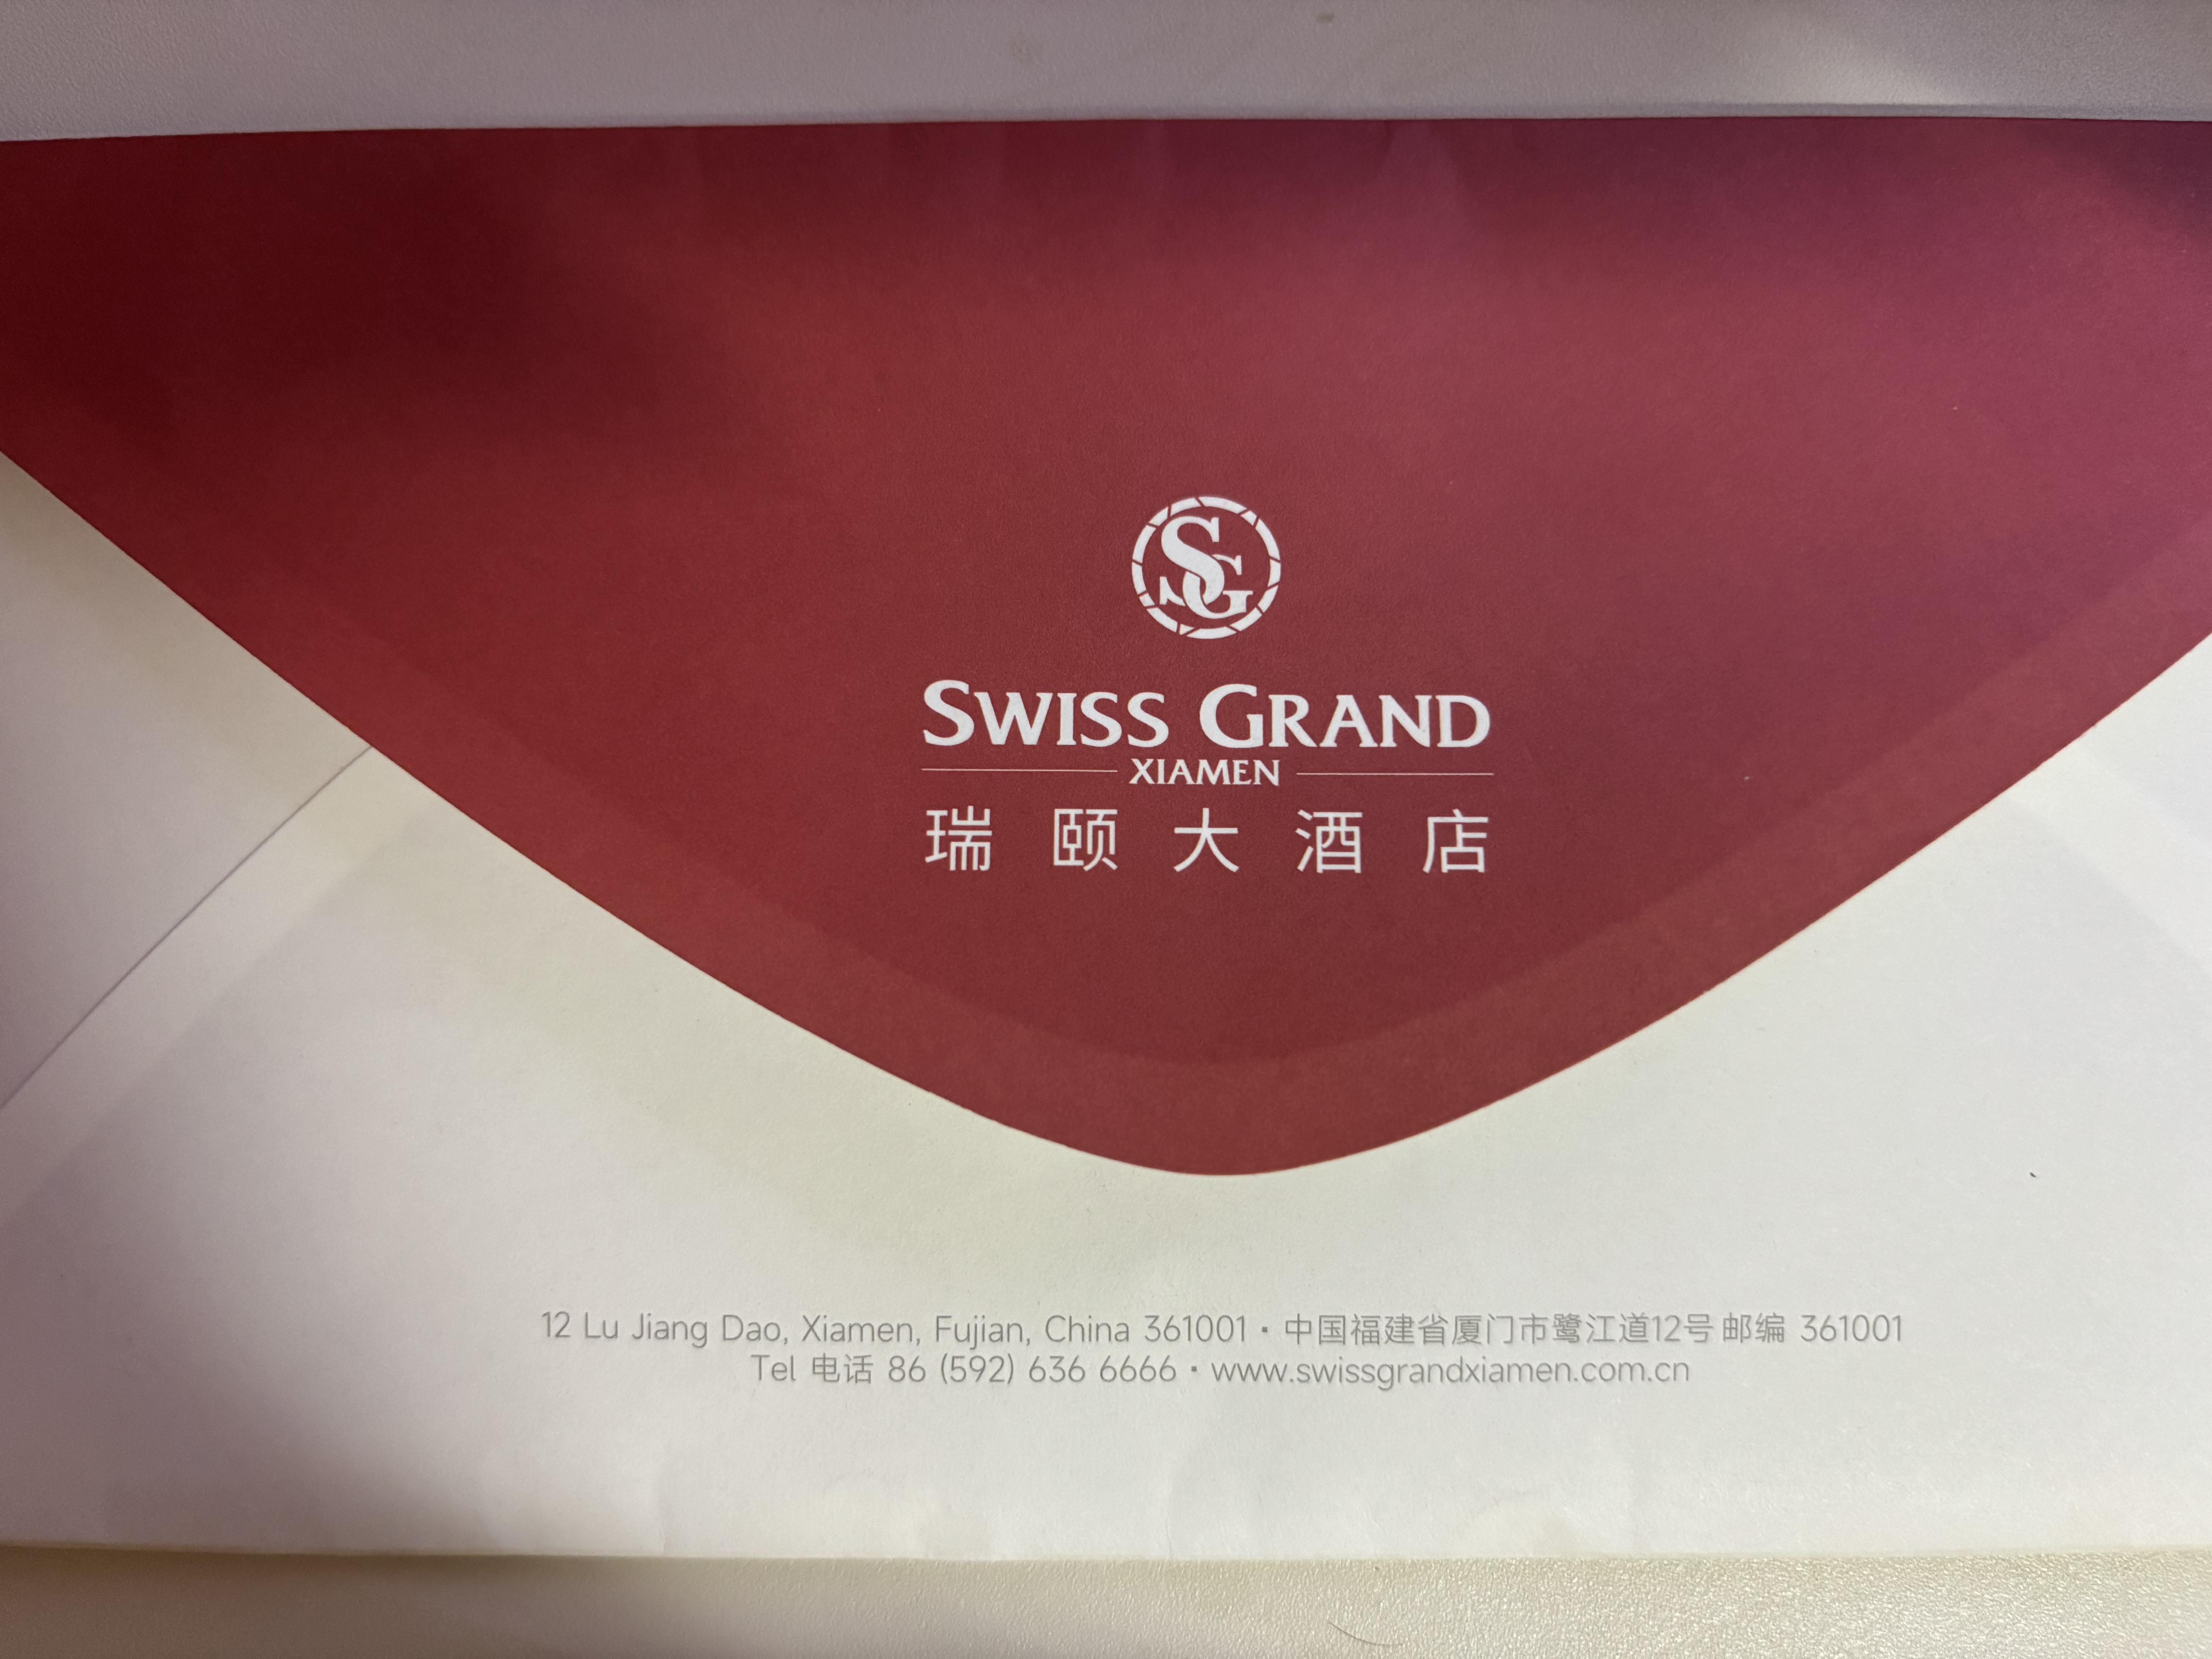 SG
SWISS GRAND
XIAMEN
瑞颐大酒店
12 Lu Jiang Dao, Xiamen, Fujian, China 361001 · 中国福建省厦门市鹭江道12号 邮编 361001
Tel 电话 86 (592) 636 6666 · www.swissgrandxiamen.com.cn